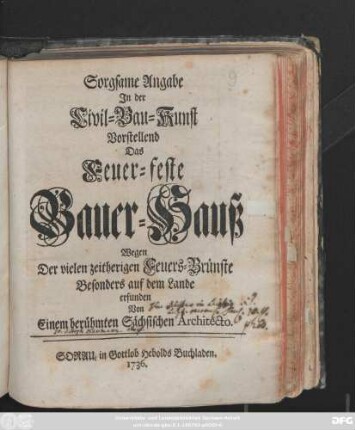 Sorgsame Angabe
In der
Civil-Bau-Kunst
Vorstellend
Das
Feuer-feste
Bauer-Hauß
Wegen
Der vielen zeitherigen Feuers-Brünste
Besonders auf dem Lande
erfunden
Von
Einem berühmten Sächsischen Architecto.
SORAU, in Gottlob Hebolds Buchladen.
1736.
DFG